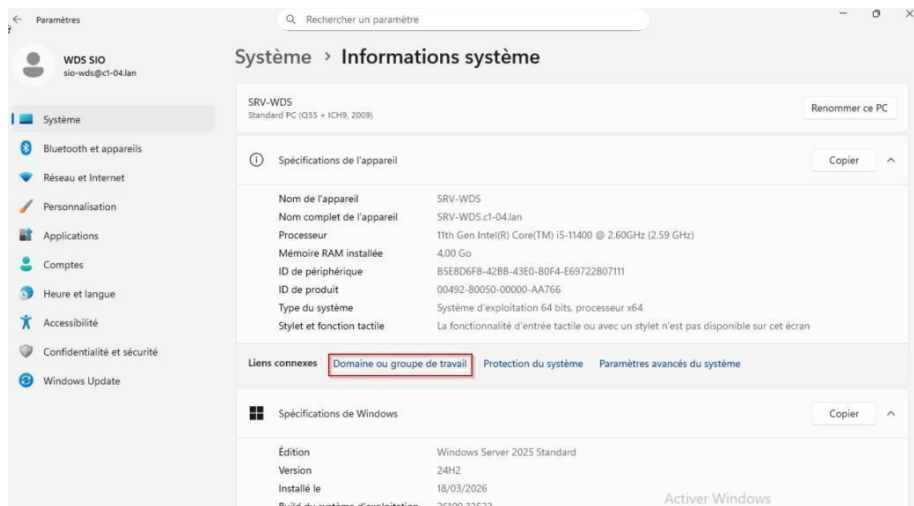 Paramètres
Rechercher un paramètre
WDS SIO
sio-wds@c1-04.lan
Système
Bluetooth et appareils
Réseau et Internet
Personnalisation
Applications
Comptes
Heure et langue
Accessibilité
Confidentialité et sécurité
Windows Update
Système > Informations système
SRV-WDS
Standard PC (Q35 + ICH9, 2009)
Renommer ce PC
Spécifications de l'appareil Copier
Nom de l'appareil SRV-WDS
Nom complet de l'appareil SRV-WDS.c1-04.lan
Processeur 11th Gen Intel(R) Core(TM) i5-11400 @ 2.60GHz (2.59 GHz)
Mémoire RAM installée 4,00 Go
ID de périphérique B5E8D6F8-42BB-43E0-B0F4-E69722B07111
ID de produit 00492-80050-00000-AA766
Type du système Système d'exploitation 64 bits, processeur x64
Stylet et fonction tactile La fonctionnalité d'entrée tactile ou avec un stylet n'est pas disponible sur cet écran
Liens connexes Domaine ou groupe de travail Protection du système Paramètres avancés du système
Spécifications de Windows Copier
Édition Windows Server 2025 Standard
Version 24H2
Installé le 18/03/2026
Build du système d'exploitation 26100.32522
Activer Windows